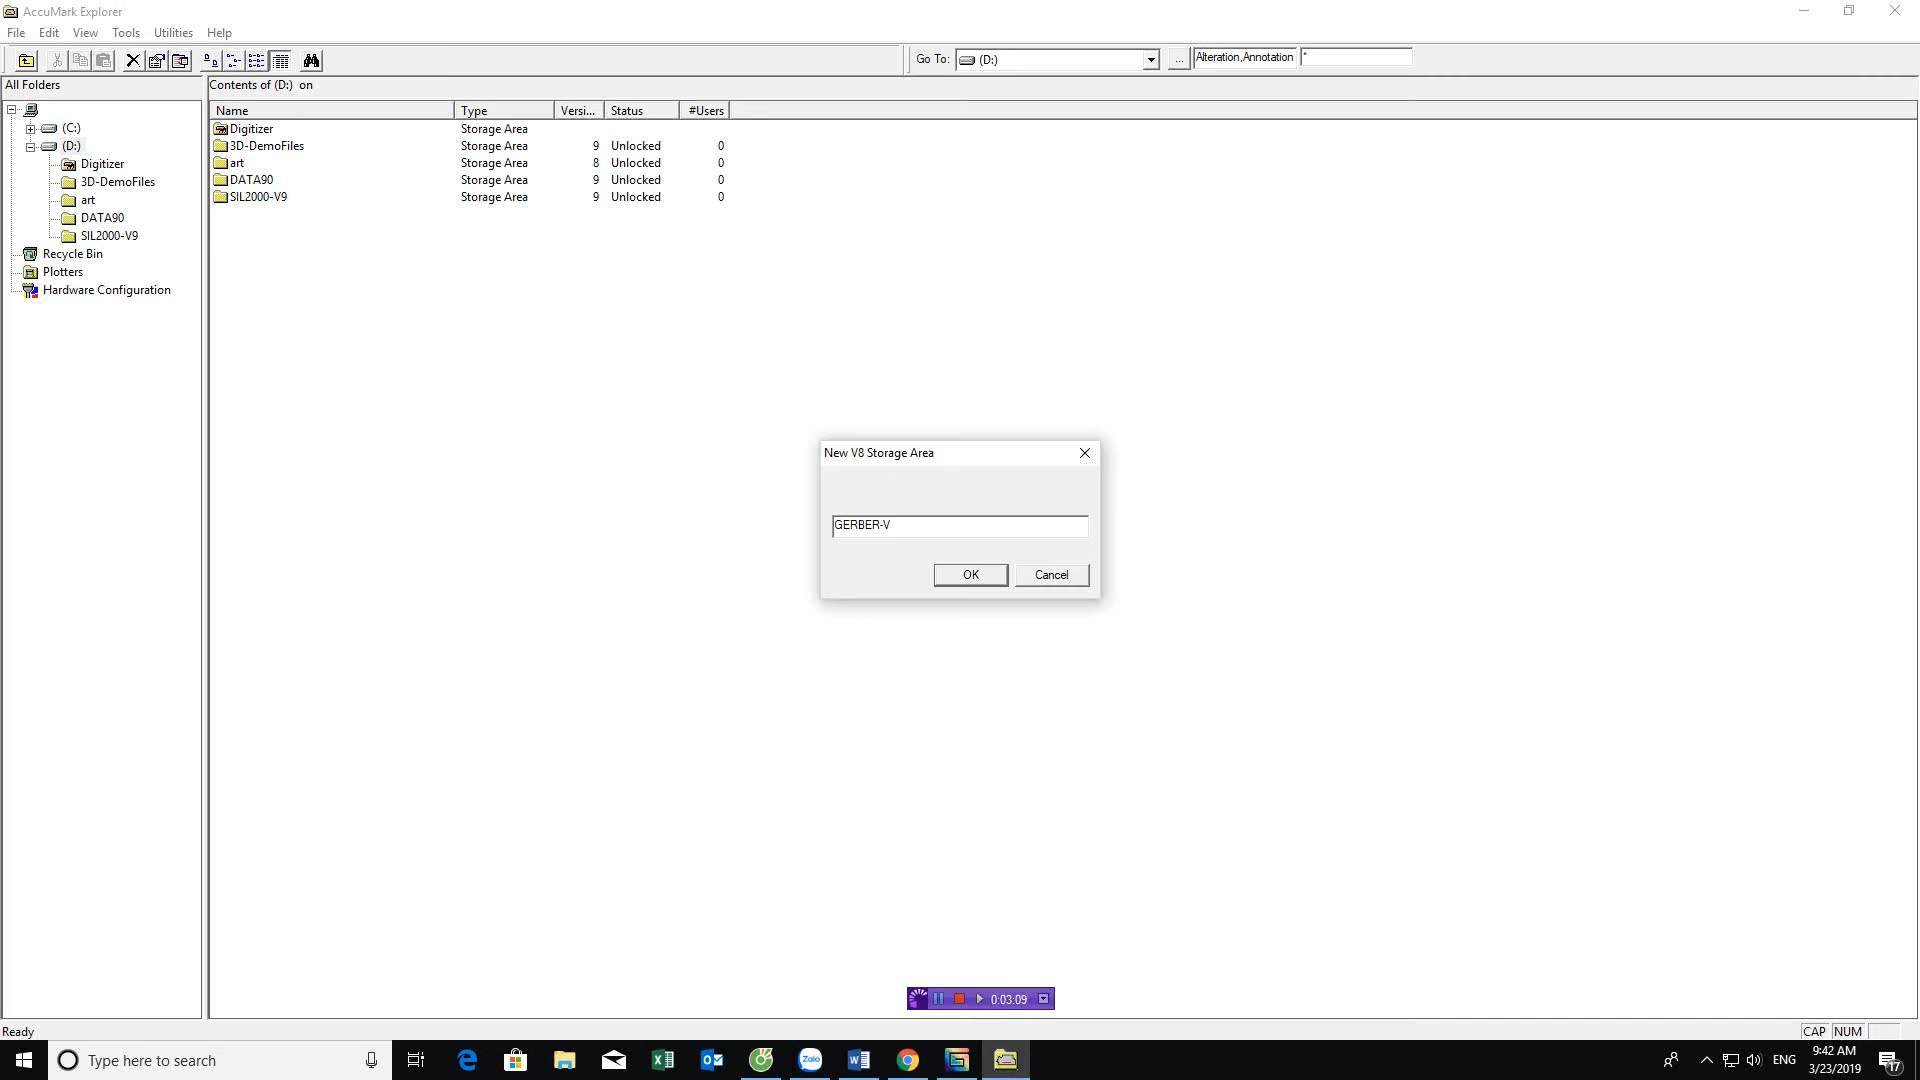 AccuMark Explorer
File Edit View Tools Utilities Help
Go To: (D:) ... Alteration,Annotation *
All Folders
Contents of (D:) on
(C:)
(D:)
Digitizer
3D-DemoFiles
art
DATA90
SIL2000-V9
Recycle Bin
Plotters
Hardware Configuration
Name Type Versi... Status #Users
Digitizer Storage Area
3D-DemoFiles Storage Area 9 Unlocked 0
art Storage Area 8 Unlocked 0
DATA90 Storage Area 9 Unlocked 0
SIL2000-V9 Storage Area 9 Unlocked 0
New V8 Storage Area
GERBER-V
OK Cancel
0:03:09
Ready CAP NUM
Type here to search Zalo ENG 9:42 AM
3/23/2019 17